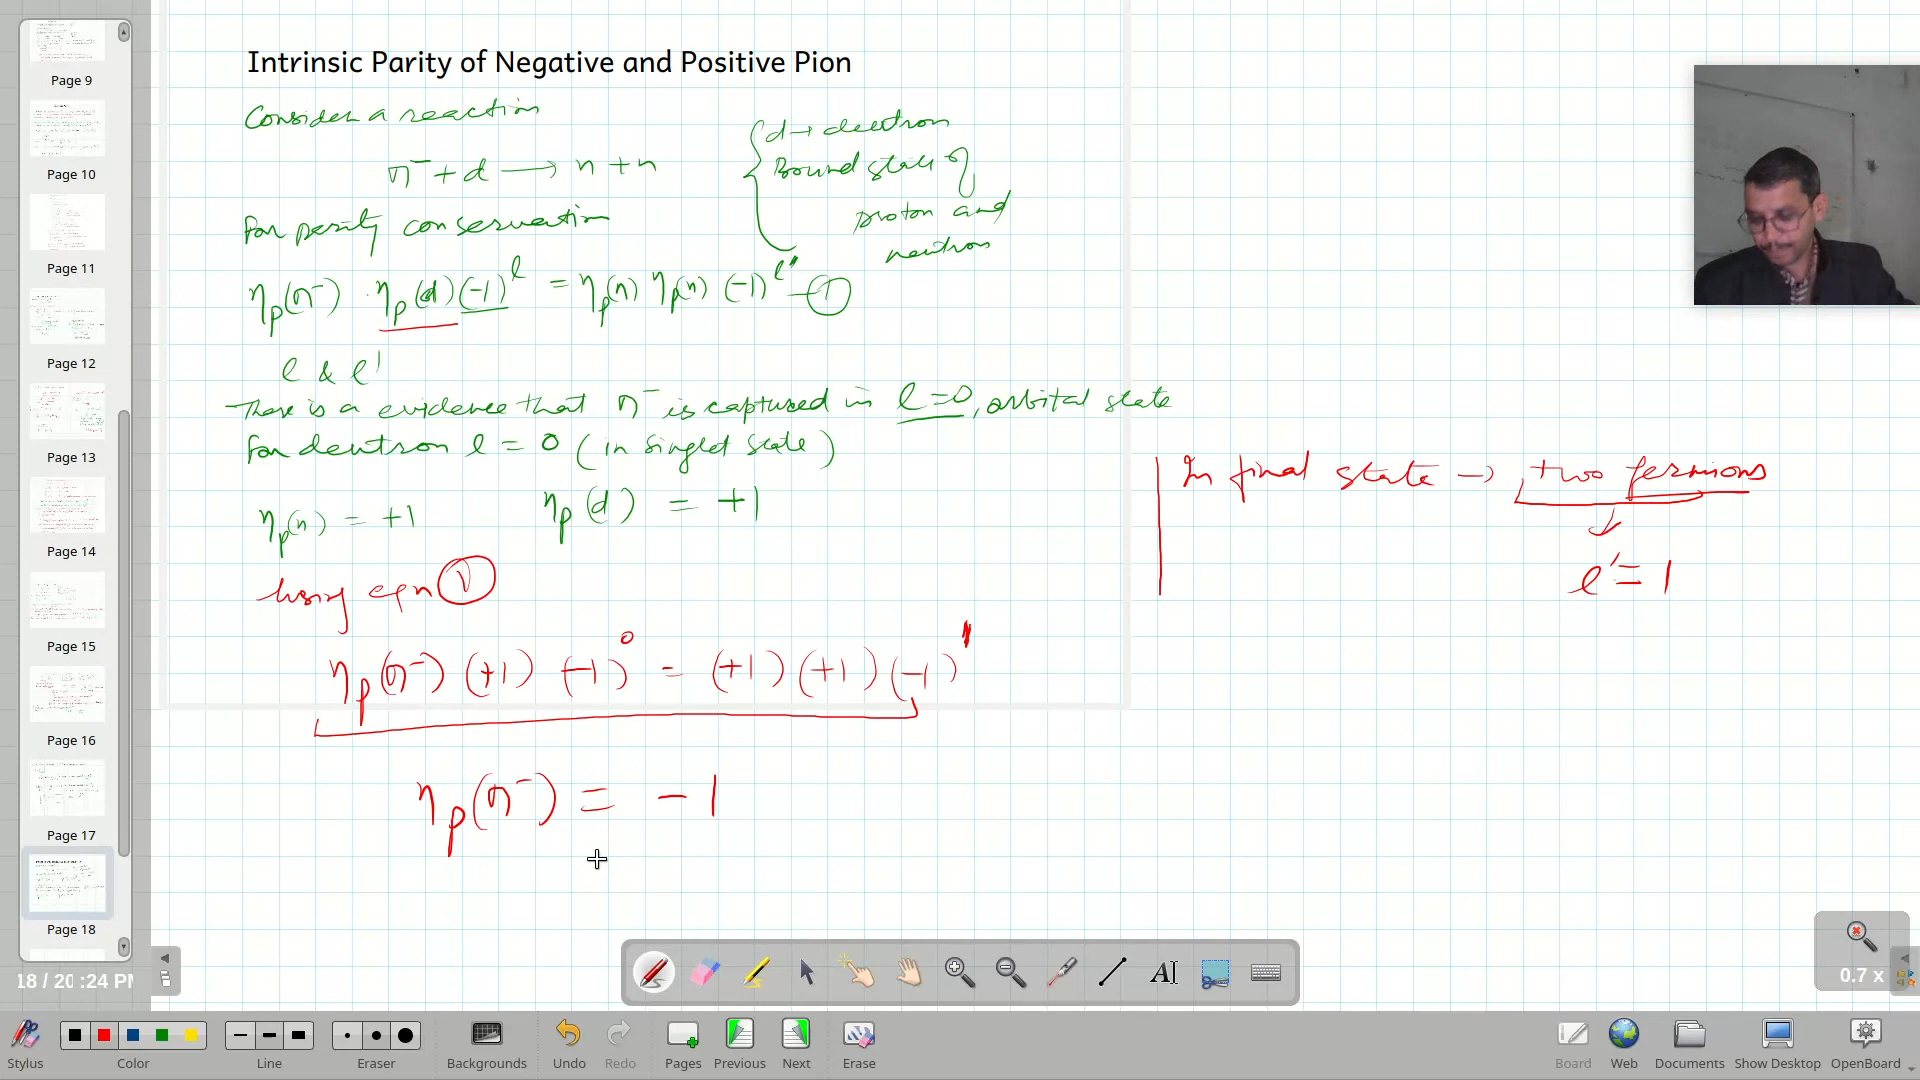 Page 9
Page 10
Page 11
Page 12
Page 13
Page 14
Page 15
Page 16
Page 17
Page 18
18 / 20 :24 PM
Intrinsic Parity of Negative and Positive Pion
Consider a reaction
π⁻ + d → n + n
{ d → deutron
Bound state of
proton and
neutron
For parity conservation
ηp(π⁻) . ηp(d) (-1)^l = ηp(n) ηp(n) (-1)^l' — ①
l & l'
There is a evidence that π⁻ is captured in l = 0, orbital state
For deutron l = 0 (in singlet state)
ηp(n) = +1 ηp(d) = +1
Using eqn ①
ηp(π⁻) (+1) (-1)^0 = (+1) (+1) (-1)^1
ηp(π⁻) = -1
In final state → two fermions
l' = 1
0.7 x
Stylus
Color
Line
Eraser
Backgrounds
Undo
Redo
Pages
Previous
Next
Erase
Board
Web
Documents
Show Desktop
OpenBoard